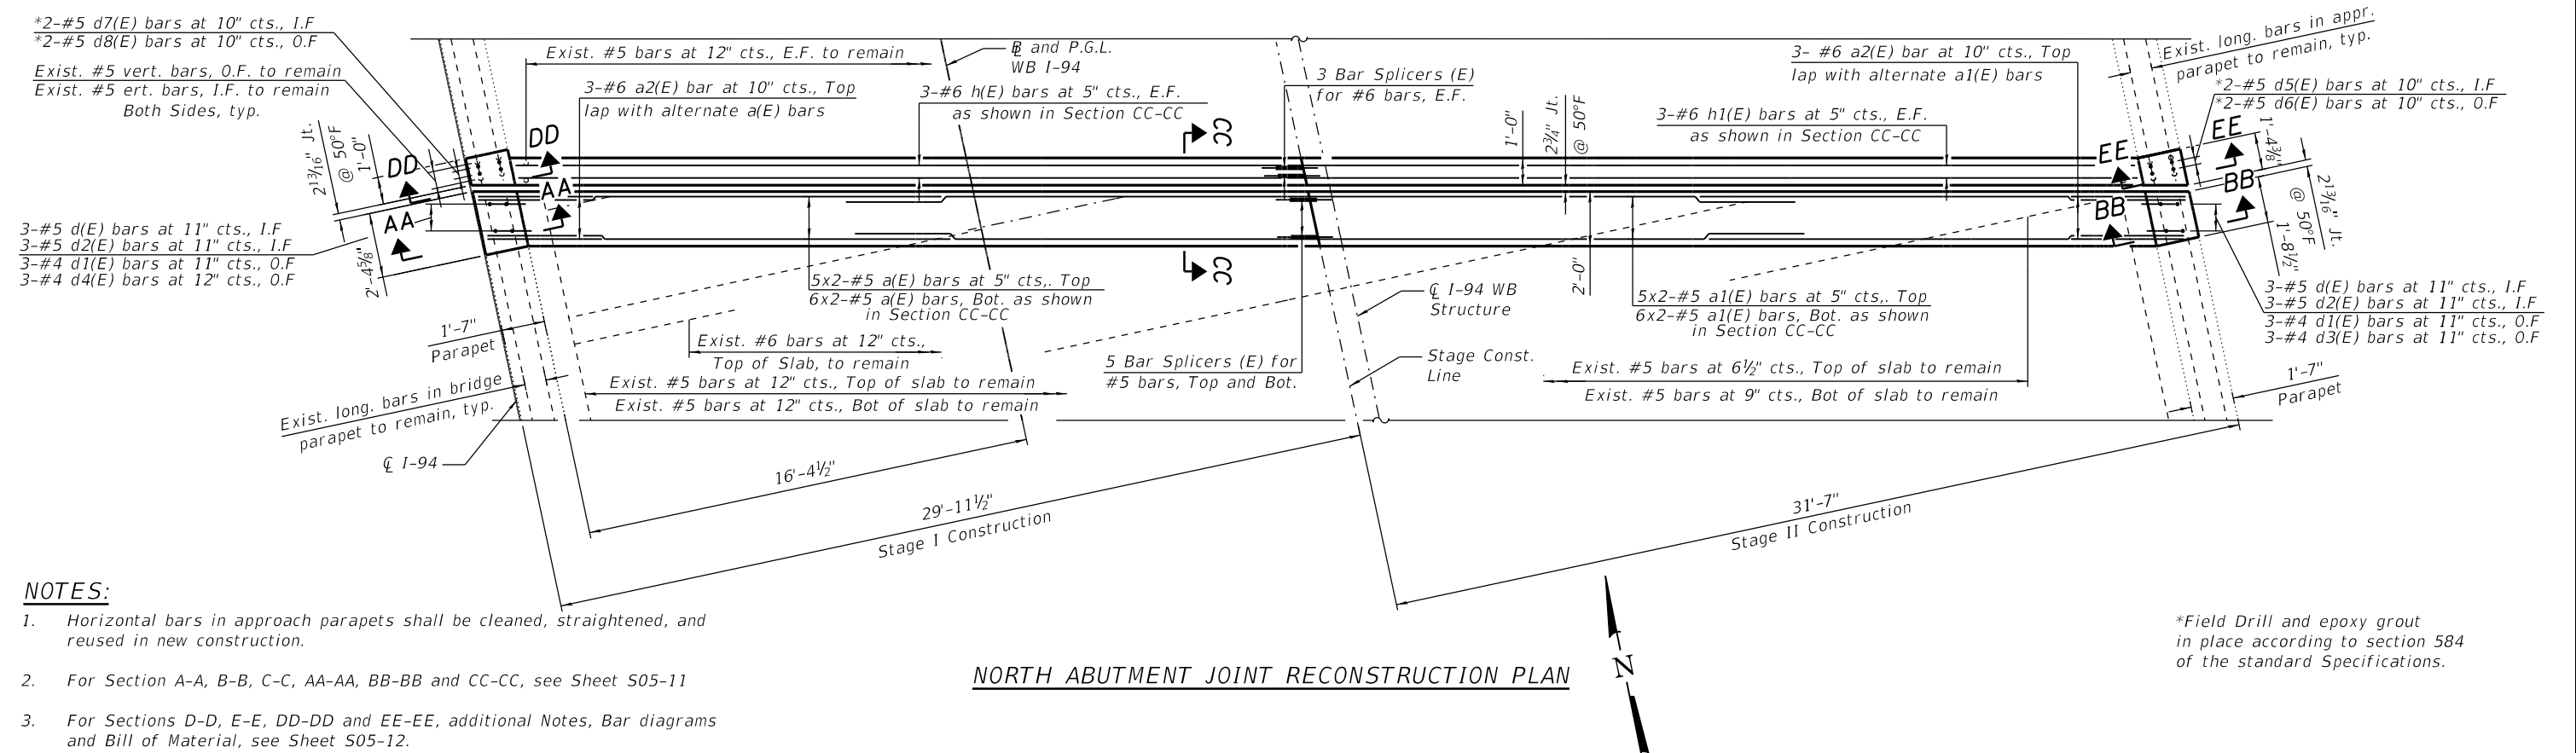 *2-#5 d7(E) bars at 10" cts., I.F
*2-#5 d8(E) bars at 10" cts., O.F
Exist. #5 vert. bars, O.F. to remain
Exist. #5 ert. bars, I.F. to remain
Both Sides, typ.
Exist. #5 bars at 12" cts., E.F. to remain
3-#6 a2(E) bar at 10" cts., Top
lap with alternate a(E) bars
℄ and P.G.L.
WB I-94
3-#6 h(E) bars at 5" cts., E.F.
as shown in Section CC-CC
3 Bar Splicers (E)
for #6 bars, E.F.
1'-0"
2¾" Jt.
@ 50°F
3- #6 a2(E) bar at 10" cts., Top
lap with alternate a1(E) bars
3-#6 h1(E) bars at 5" cts., E.F.
as shown in Section CC-CC
Exist. long. bars in appr.
parapet to remain, typ.
*2-#5 d5(E) bars at 10" cts., I.F
*2-#5 d6(E) bars at 10" cts., O.F
2 13/16" Jt.
@ 50°F
1'-0"
DD
DD
AA
AA
CC
CC
EE
EE
BB
BB
1'-4⅜"
2 13/16" Jt.
@ 50°F
1'-8½"
3-#5 d(E) bars at 11" cts., I.F
3-#5 d2(E) bars at 11" cts., I.F
3-#4 d1(E) bars at 11" cts., O.F
3-#4 d4(E) bars at 12" cts., O.F
2'-4⅝"
5x2-#5 a(E) bars at 5" cts,. Top
6x2-#5 a(E) bars, Bot. as shown
in Section CC-CC
2'-0"
℄ I-94 WB
Structure
5x2-#5 a1(E) bars at 5" cts,. Top
6x2-#5 a1(E) bars, Bot. as shown
in Section CC-CC
3-#5 d(E) bars at 11" cts., I.F
3-#5 d2(E) bars at 11" cts., I.F
3-#4 d1(E) bars at 11" cts., O.F
3-#4 d3(E) bars at 11" cts., O.F
1'-7"
Parapet
Exist. #6 bars at 12" cts.,
Top of Slab, to remain
5 Bar Splicers (E) for
#5 bars, Top and Bot.
Stage Const.
Line
Exist. #5 bars at 6½" cts., Top of slab to remain
Exist. #5 bars at 9" cts., Bot of slab to remain
1'-7"
Parapet
Exist. long. bars in bridge
parapet to remain, typ.
Exist. #5 bars at 12" cts., Top of slab to remain
Exist. #5 bars at 12" cts., Bot of slab to remain
℄ I-94
16'-4½"
29'-11½"
Stage I Construction
31'-7"
Stage II Construction
NOTES:
1. Horizontal bars in approach parapets shall be cleaned, straightened, and
reused in new construction.
2. For Section A-A, B-B, C-C, AA-AA, BB-BB and CC-CC, see Sheet S05-11
3. For Sections D-D, E-E, DD-DD and EE-EE, additional Notes, Bar diagrams
and Bill of Material, see Sheet S05-12.
NORTH ABUTMENT JOINT RECONSTRUCTION PLAN
N
*Field Drill and epoxy grout
in place according to section 584
of the standard Specifications.